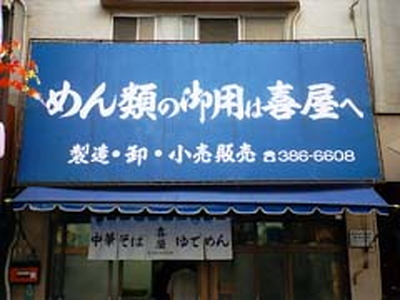 めん類の御用は喜屋へ
製造・卸・小売販売 ☎386-6608
中華そば 喜屋 ゆでめん